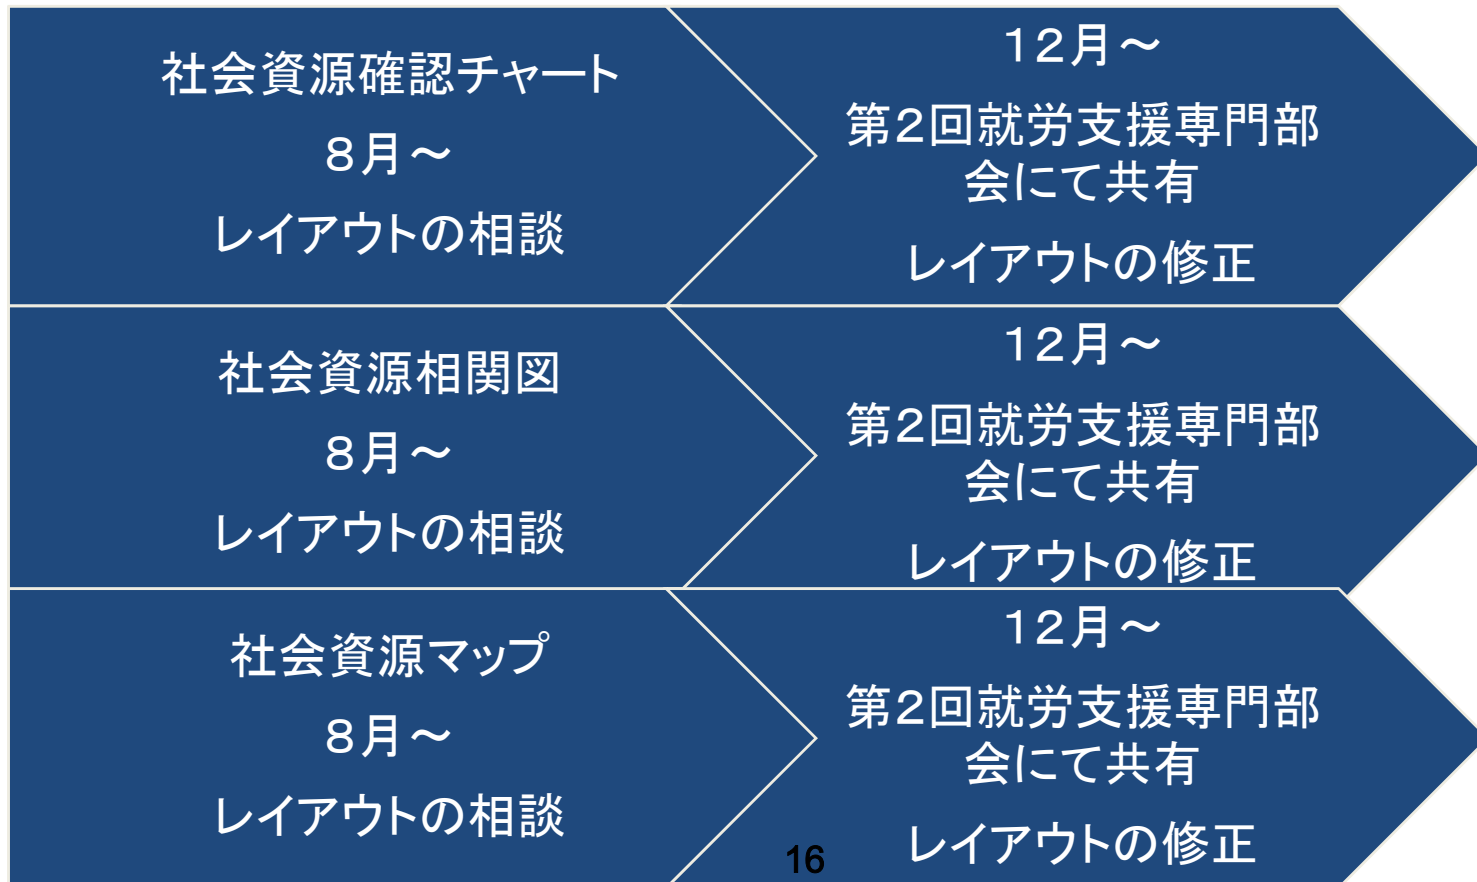 社会資源確認チャート
８月～
レイアウトの相談
１２月～
第２回就労支援専門部
会にて共有
レイアウトの修正
社会資源相関図
８月～
レイアウトの相談
１２月～
第２回就労支援専門部
会にて共有
レイアウトの修正
社会資源マップ
８月～
レイアウトの相談
１２月～
第２回就労支援専門部
会にて共有
レイアウトの修正
16